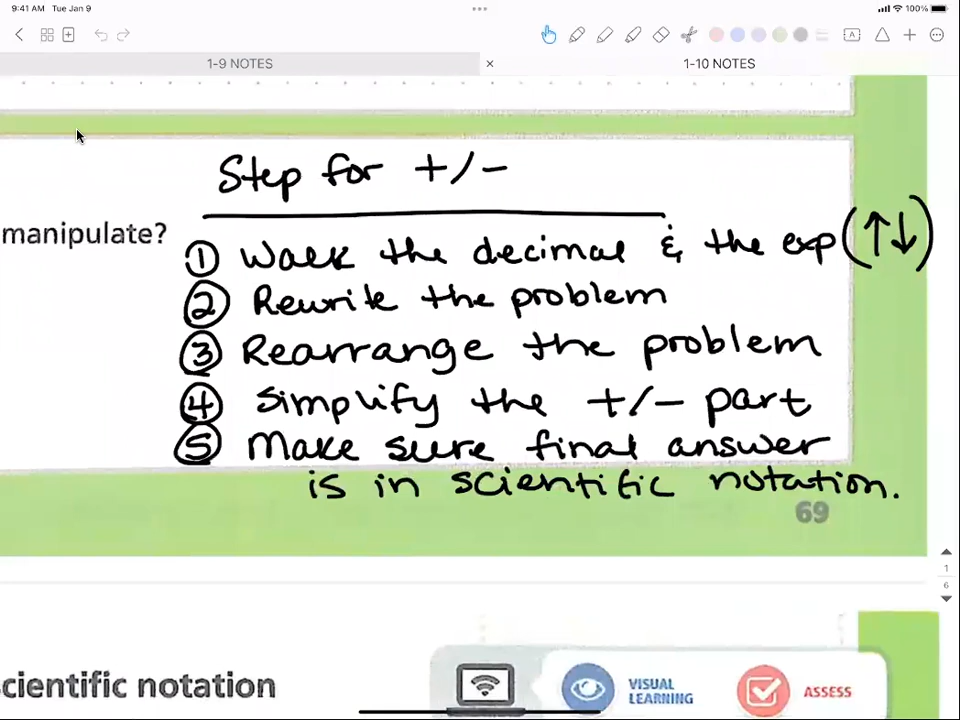 9:41 AM Tue Jan 9
100%
1-9 NOTES
1-10 NOTES
Step for +/-
manipulate?
① Walk the decimal & the exp (↑↓)
② Rewrite the problem
③ Rearrange the problem
④ Simplify the +/- part
⑤ Make sure final answer
is in scientific notation.
69
1
6
cientific notation
VISUAL
LEARNING
ASSESS